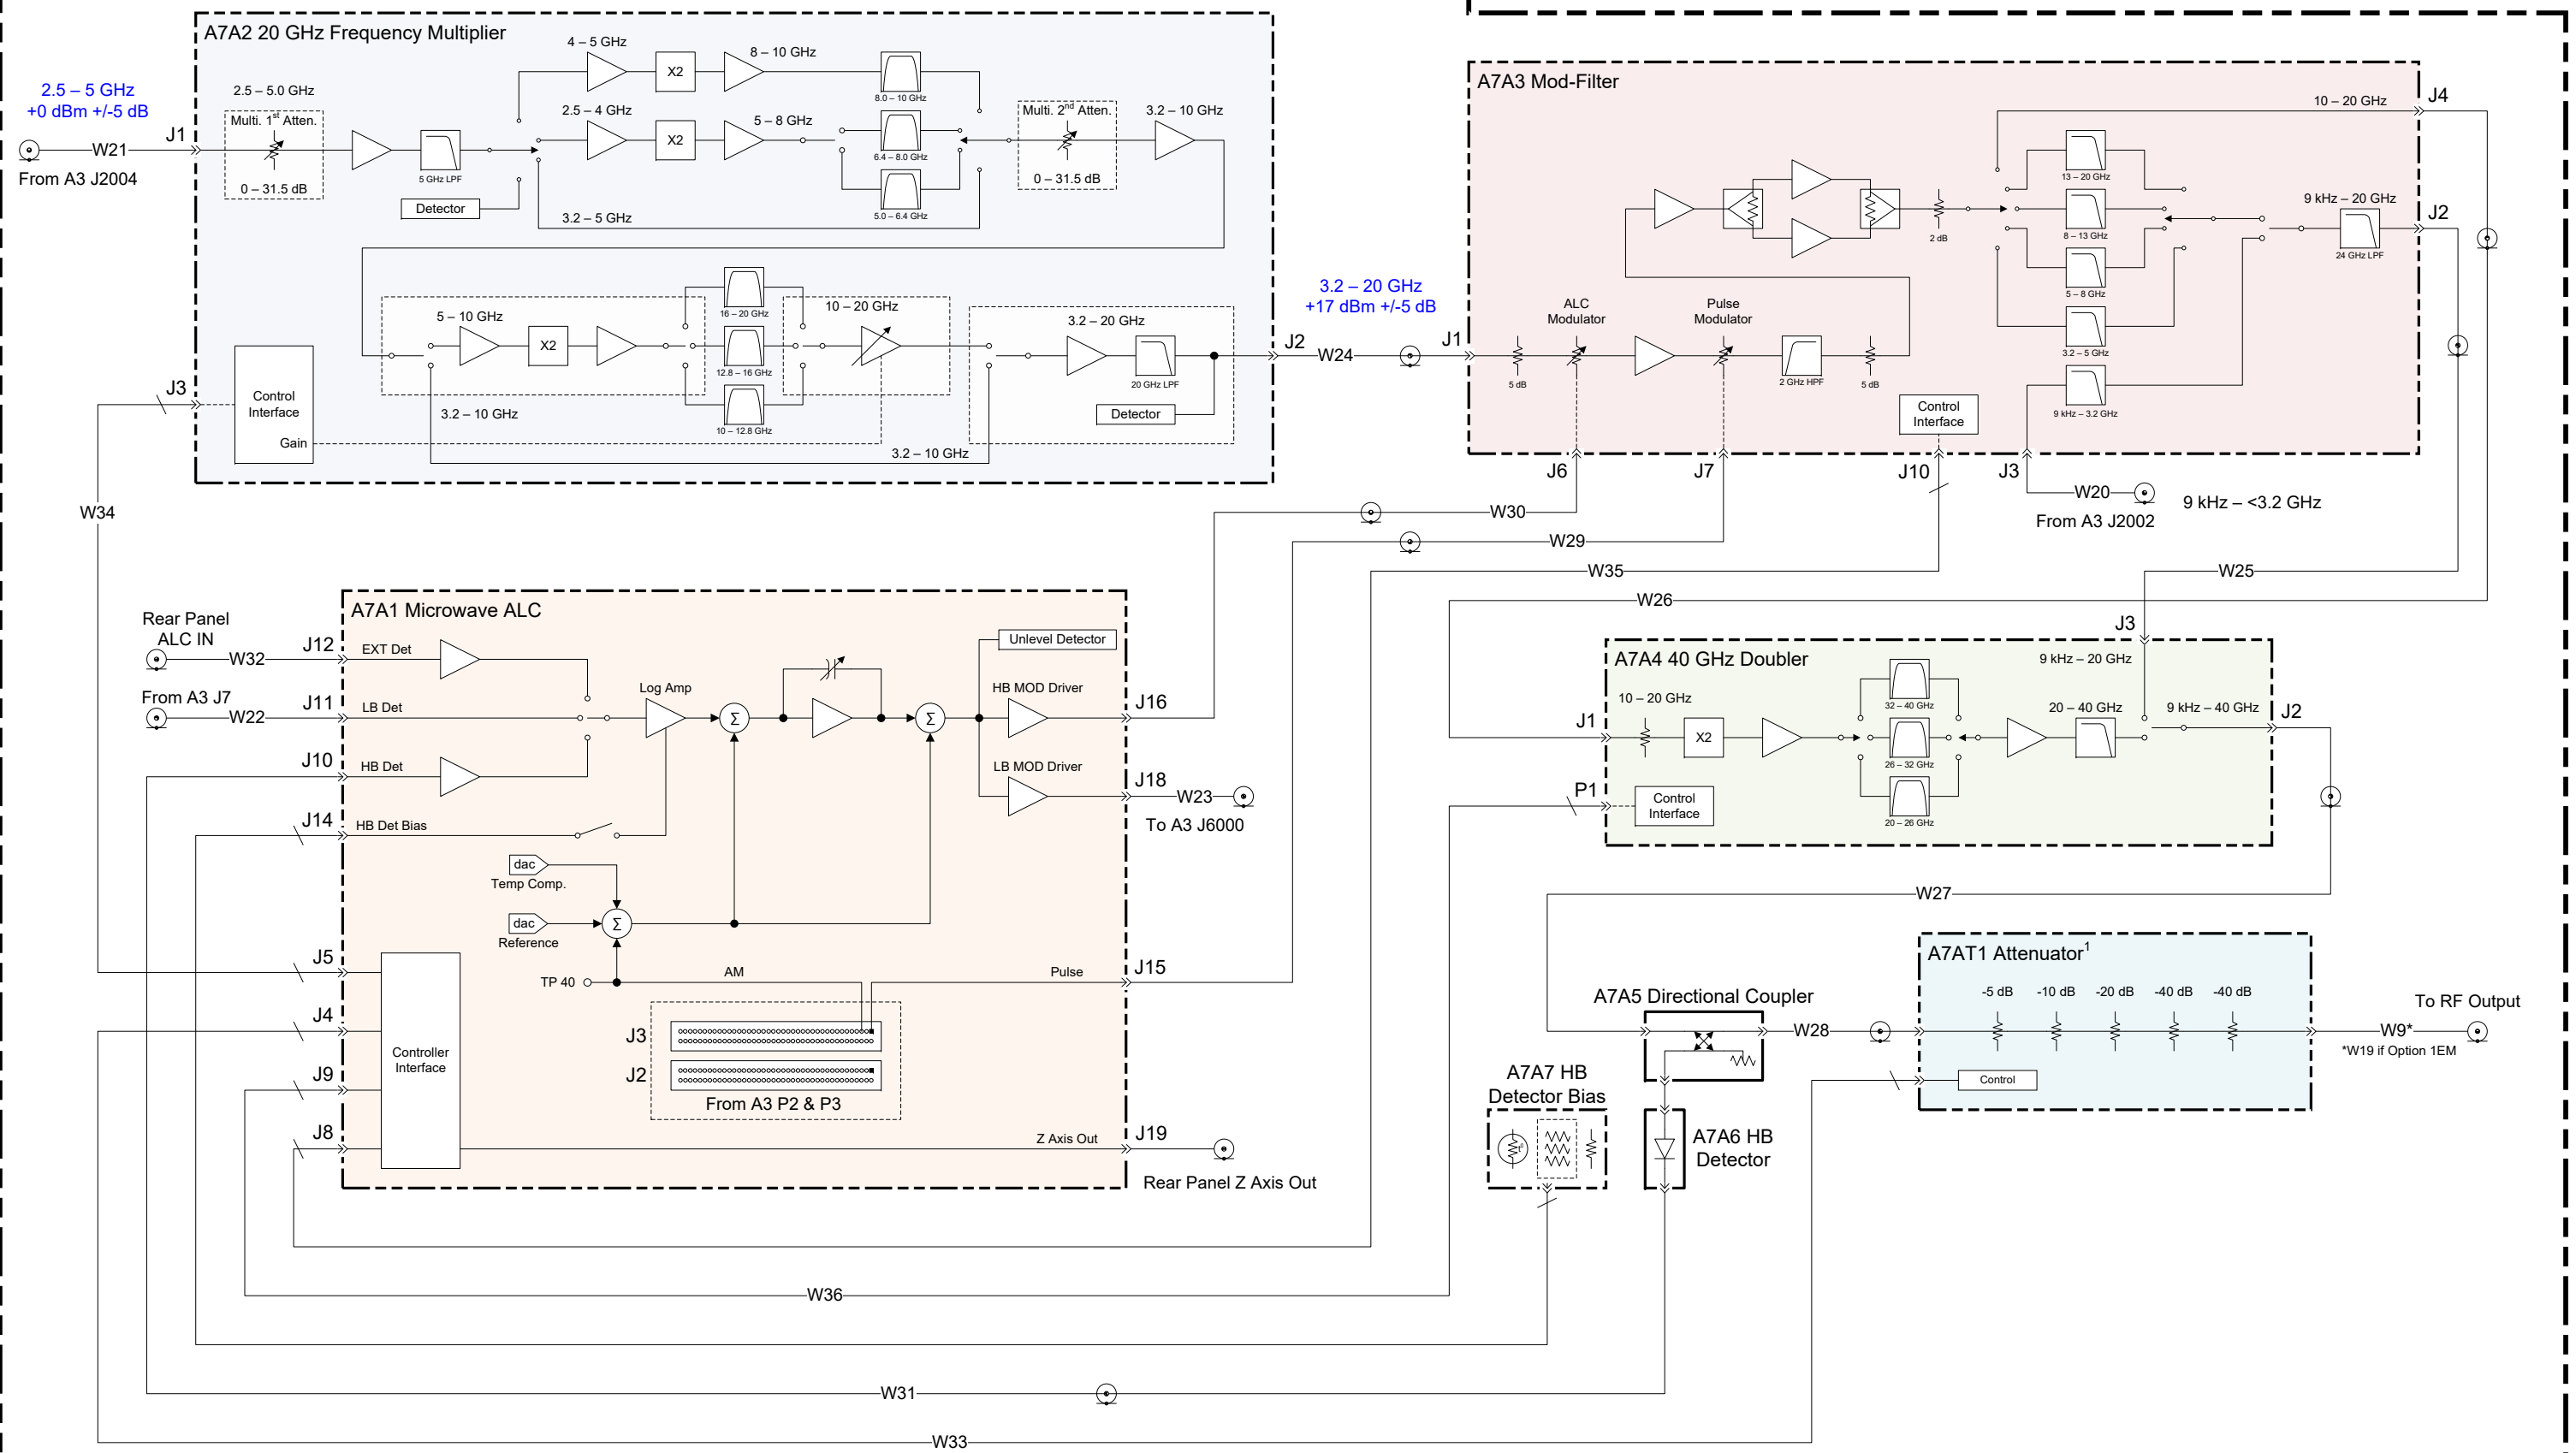 A7A2 20 GHz Frequency Multiplier
2.5 – 5 GHz
+0 dBm +/-5 dB
J1
W21
From A3 J2004
2.5 – 5.0 GHz
Multi. 1st Atten.
0 – 31.5 dB
5 GHz LPF
Detector
4 – 5 GHz
X2
8 – 10 GHz
8.0 – 10 GHz
2.5 – 4 GHz
X2
5 – 8 GHz
6.4 – 8.0 GHz
5.0 – 6.4 GHz
3.2 – 5 GHz
Multi. 2nd Atten.
0 – 31.5 dB
3.2 – 10 GHz
5 – 10 GHz
X2
16 – 20 GHz
12.8 – 16 GHz
10 – 12.8 GHz
10 – 20 GHz
3.2 – 20 GHz
20 GHz LPF
Detector
3.2 – 10 GHz
3.2 – 10 GHz
J3
Control
Interface
Gain
W34
J2
W24
3.2 – 20 GHz
+17 dBm +/-5 dB
A7A3 Mod-Filter
J1
5 dB
ALC
Modulator
Pulse
Modulator
2 GHz HPF
5 dB
2 dB
10 – 20 GHz
J4
13 – 20 GHz
8 – 13 GHz
5 – 8 GHz
3.2 – 5 GHz
9 kHz – 3.2 GHz
9 kHz – 20 GHz
24 GHz LPF
J2
Control
Interface
J6
J7
J10
J3
W20
From A3 J2002
9 kHz – <3.2 GHz
W30
W29
W35
W25
W26
A7A1 Microwave ALC
Rear Panel
ALC IN
W32
J12
EXT Det
From A3 J7
W22
J11
LB Det
J10
HB Det
J14
HB Det Bias
Log Amp
Σ
Σ
Unlevel Detector
HB MOD Driver
J16
LB MOD Driver
J18
W23
To A3 J6000
dac
Temp Comp.
dac
Reference
Σ
TP 40
AM
Pulse
J15
J5
J4
J9
J8
Controller
Interface
J3
J2
From A3 P2 & P3
Z Axis Out
J19
Rear Panel Z Axis Out
A7A4 40 GHz Doubler
J3
9 kHz – 20 GHz
10 – 20 GHz
J1
X2
32 – 40 GHz
26 – 32 GHz
20 – 26 GHz
20 – 40 GHz
9 kHz – 40 GHz
J2
P1
Control
Interface
W27
A7A5 Directional Coupler
W28
A7AT1 Attenuator1
-5 dB
-10 dB
-20 dB
-40 dB
-40 dB
Control
To RF Output
W9*
*W19 if Option 1EM
A7A7 HB
Detector Bias
t°
A7A6 HB
Detector
W36
W31
W33